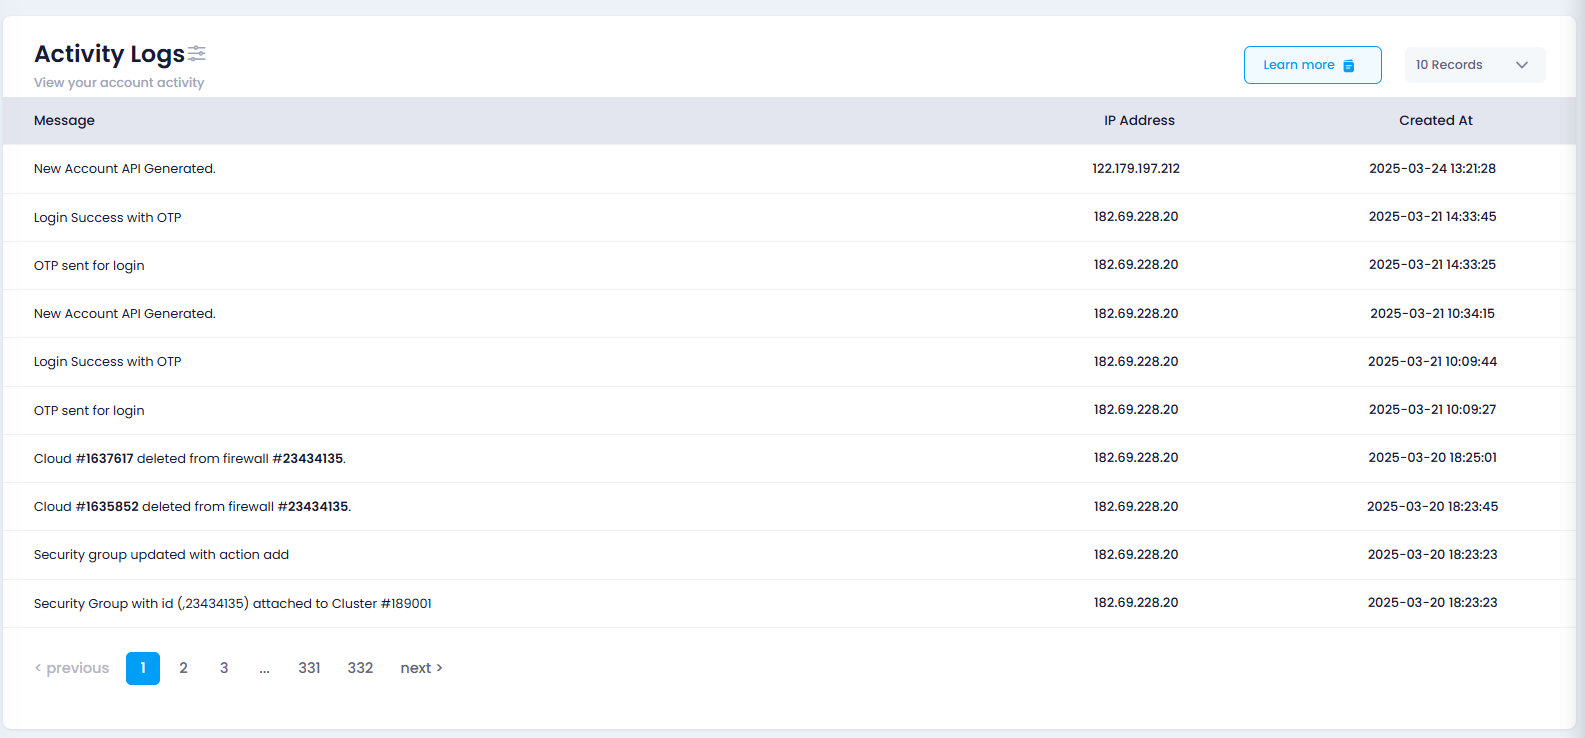 Activity Logs
View your account activity
Learn more
10 Records
Message IP Address Created At
New Account API Generated. 122.179.197.212 2025-03-24 13:21:28
Login Success with OTP 182.69.228.20 2025-03-21 14:33:45
OTP sent for login 182.69.228.20 2025-03-21 14:33:25
New Account API Generated. 182.69.228.20 2025-03-21 10:34:15
Login Success with OTP 182.69.228.20 2025-03-21 10:09:44
OTP sent for login 182.69.228.20 2025-03-21 10:09:27
Cloud #1637617 deleted from firewall #23434135. 182.69.228.20 2025-03-20 18:25:01
Cloud #1635852 deleted from firewall #23434135. 182.69.228.20 2025-03-20 18:23:45
Security group updated with action add 182.69.228.20 2025-03-20 18:23:23
Security Group with id (,23434135) attached to Cluster #189001 182.69.228.20 2025-03-20 18:23:23
< previous 1 2 3 ... 331 332 next >